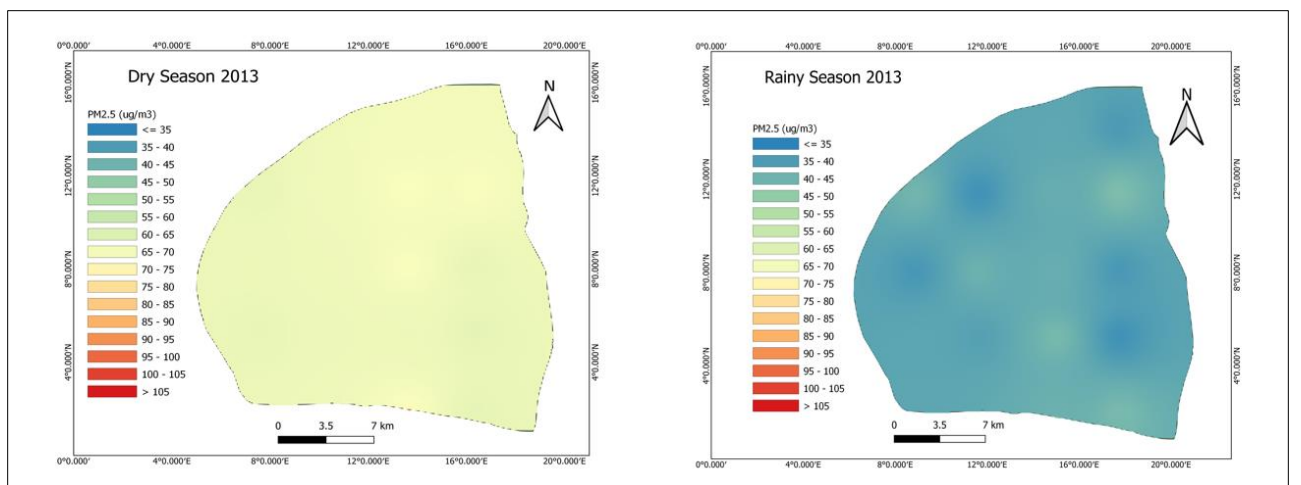 0°0.000' 4°0.000'E 8°0.000'E 12°0.000'E 16°0.000'E 20°0.000'E
Dry Season 2013
N
PM2.5 (ug/m3)
<= 35
35 - 40
40 - 45
45 - 50
50 - 55
55 - 60
60 - 65
65 - 70
70 - 75
75 - 80
80 - 85
85 - 90
90 - 95
95 - 100
100 - 105
> 105
16°0.000'N
12°0.000'N
8°0.000'N
4°0.000'N
16°0.000'N
12°0.000'N
8°0.000'N
4°0.000'N
0 3.5 7 km
0°0.000' 4°0.000'E 8°0.000'E 12°0.000'E 16°0.000'E 20°0.000'E
0°0.000' 4°0.000'E 8°0.000'E 12°0.000'E 16°0.000'E 20°0.000'E
Rainy Season 2013
N
PM2.5 (ug/m3)
<= 35
35 - 40
40 - 45
45 - 50
50 - 55
55 - 60
60 - 65
65 - 70
70 - 75
75 - 80
80 - 85
85 - 90
90 - 95
95 - 100
100 - 105
> 105
16°0.000'N
12°0.000'N
8°0.000'N
4°0.000'N
16°0.000'N
12°0.000'N
8°0.000'N
4°0.000'N
0 3.5 7 km
0°0.000' 4°0.000'E 8°0.000'E 12°0.000'E 16°0.000'E 20°0.000'E